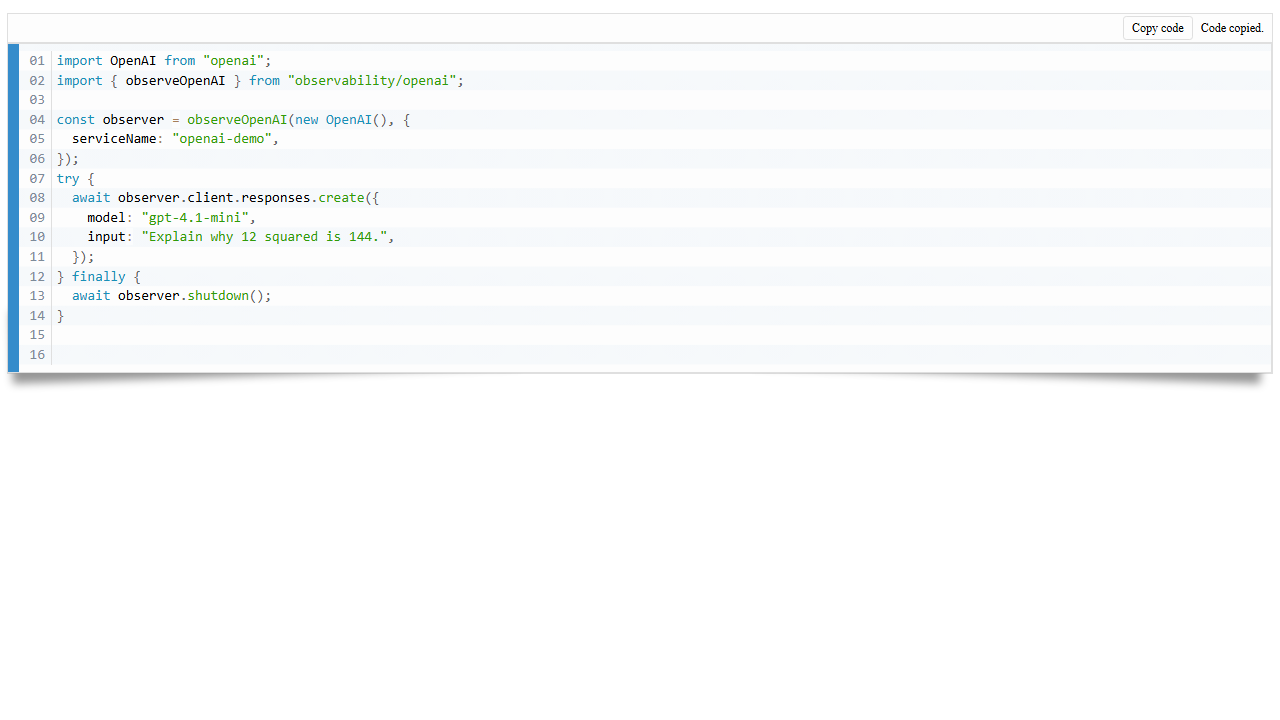 Copy code Code copied.
01 import OpenAI from "openai";
02 import { observeOpenAI } from "observability/openai";
03
04 const observer = observeOpenAI(new OpenAI(), {
05   serviceName: "openai-demo",
06 });
07 try {
08   await observer.client.responses.create({
09     model: "gpt-4.1-mini",
10     input: "Explain why 12 squared is 144.",
11   });
12 } finally {
13   await observer.shutdown();
14 }
15
16